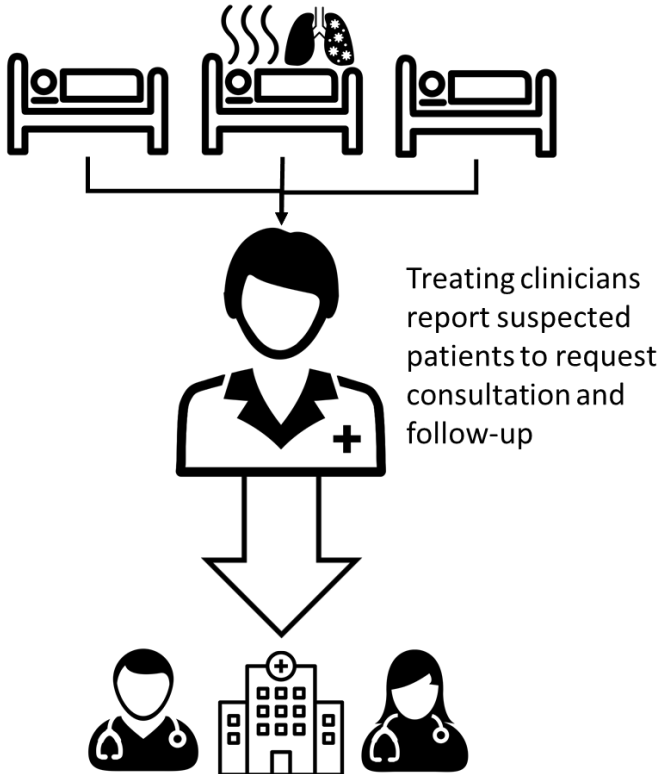 Treating clinicians
report suspected
patients to request
consultation and
follow-up